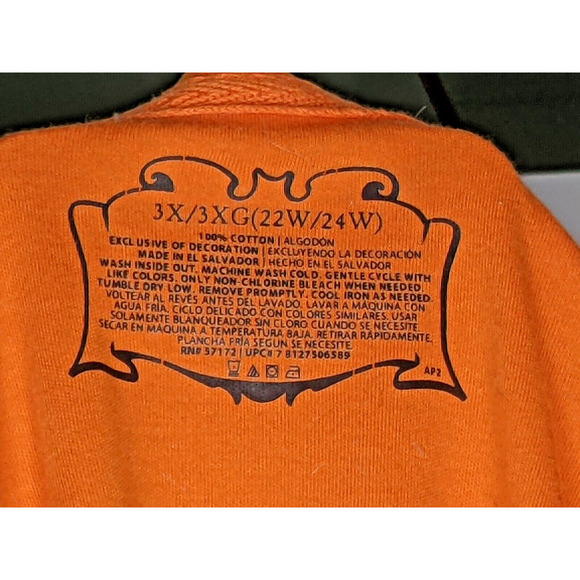 3X/3XG(22W/24W)
100% COTTON | ALGODÓN
EXCLUSIVE OF DECORATION | EXCLUYENDO LA DECORACIÓN
MADE IN EL SALVADOR | HECHO EN EL SALVADOR
WASH INSIDE OUT. MACHINE WASH COLD. GENTLE CYCLE WITH
LIKE COLORS. ONLY NON-CHLORINE BLEACH WHEN NEEDED.
TUMBLE DRY LOW. REMOVE PROMPTLY. COOL IRON AS NEEDED.
VOLTEAR AL REVÉS ANTES DEL LAVADO. LAVAR A MÁQUINA CON
AGUA FRÍA. CICLO DELICADO CON COLORES SIMILARES. USAR
SOLAMENTE BLANQUEADOR SIN CLORO CUANDO SE NECESITE.
SECAR EN MÁQUINA A TEMPERATURA BAJA. RETIRAR RÁPIDAMENTE.
PLANCHA FRÍA SEGUN SE NECESITE
RN# 57172 | UPC# 7 8127506589
AP2